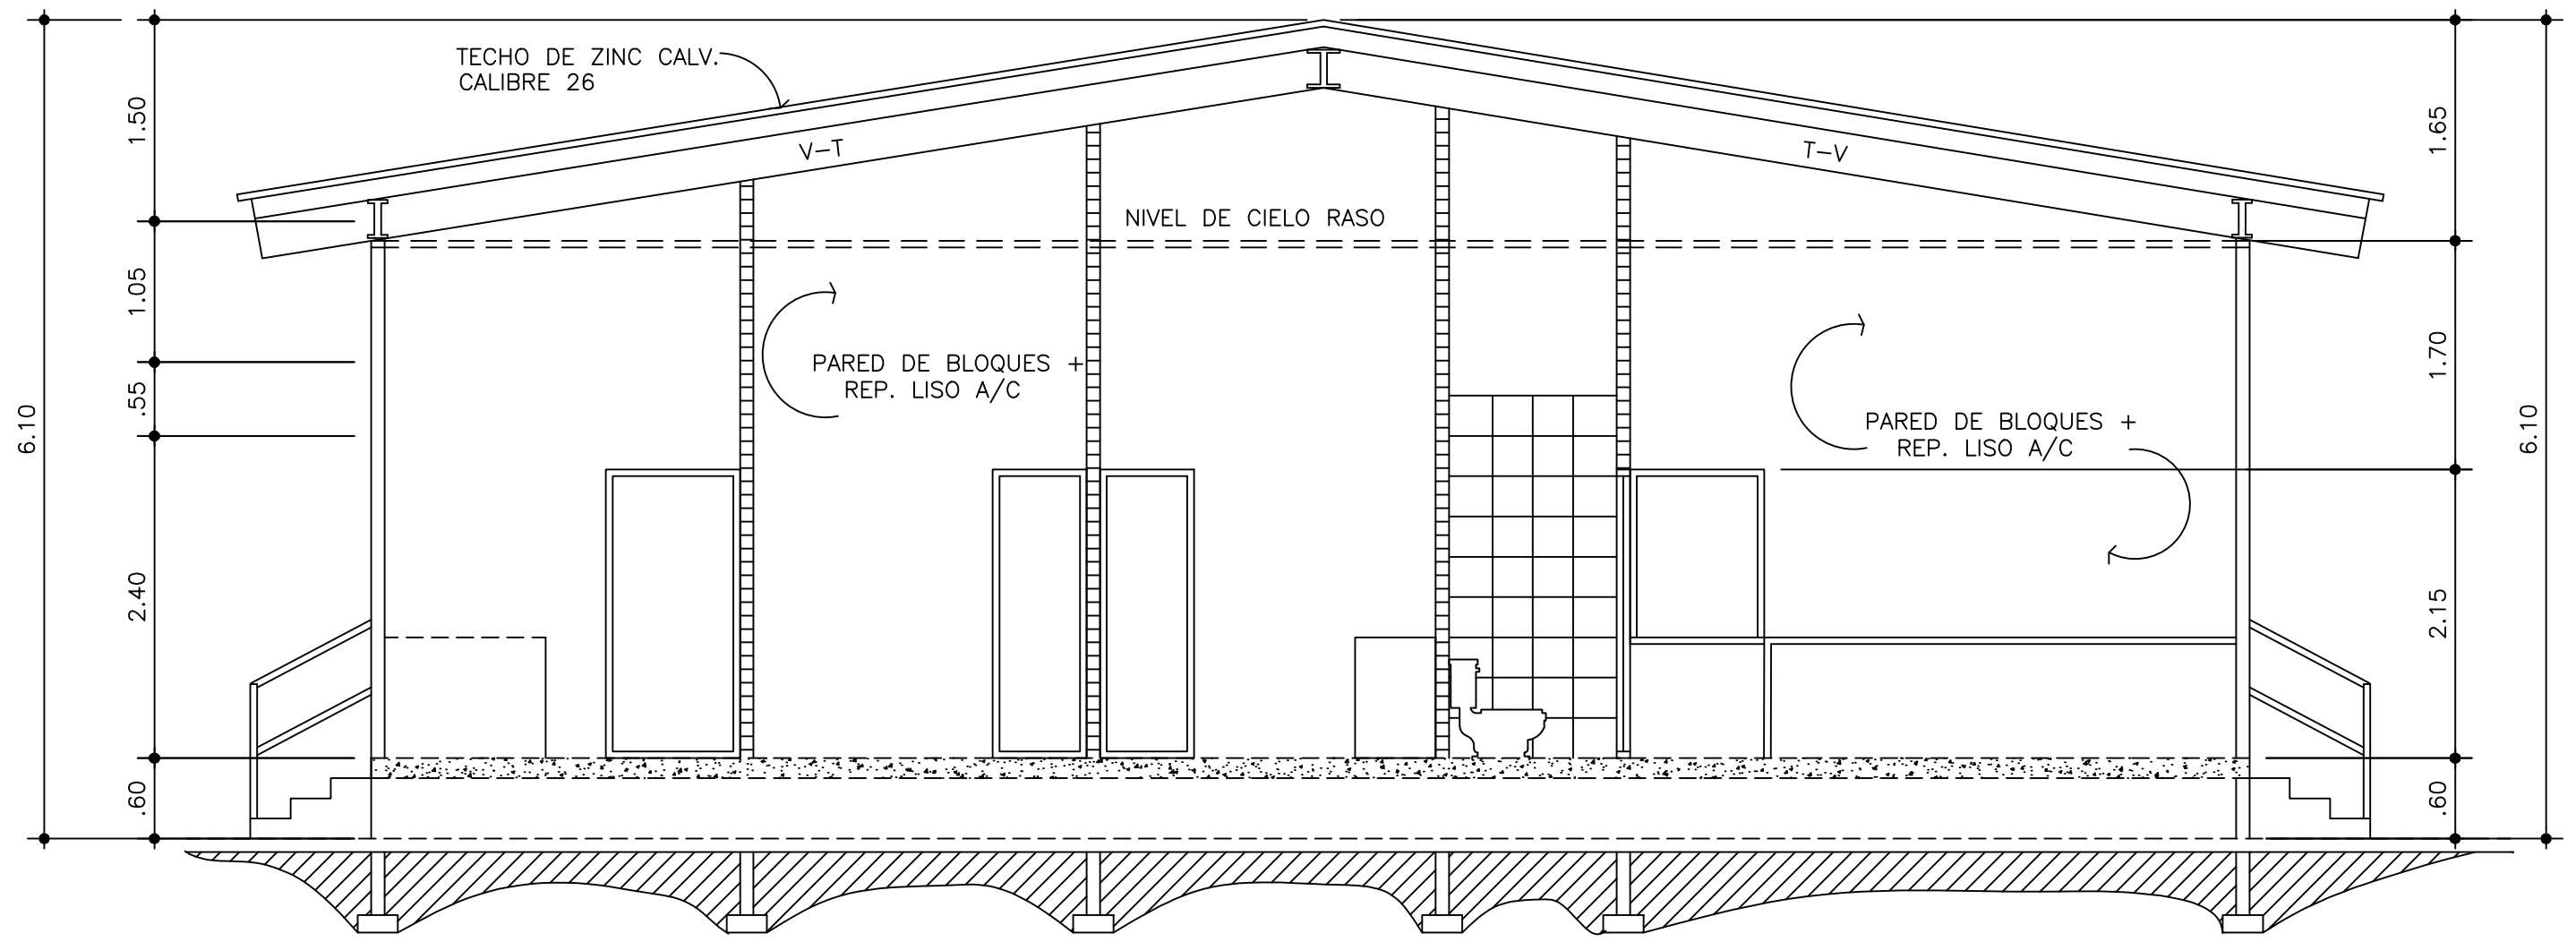 TECHO DE ZINC CALV.
CALIBRE 26
V-T
T-V
NIVEL DE CIELO RASO
PARED DE BLOQUES +
REP. LISO A/C
PARED DE BLOQUES +
REP. LISO A/C
6.10
1.50
1.05
.55
2.40
.60
1.65
1.70
2.15
.60
6.10